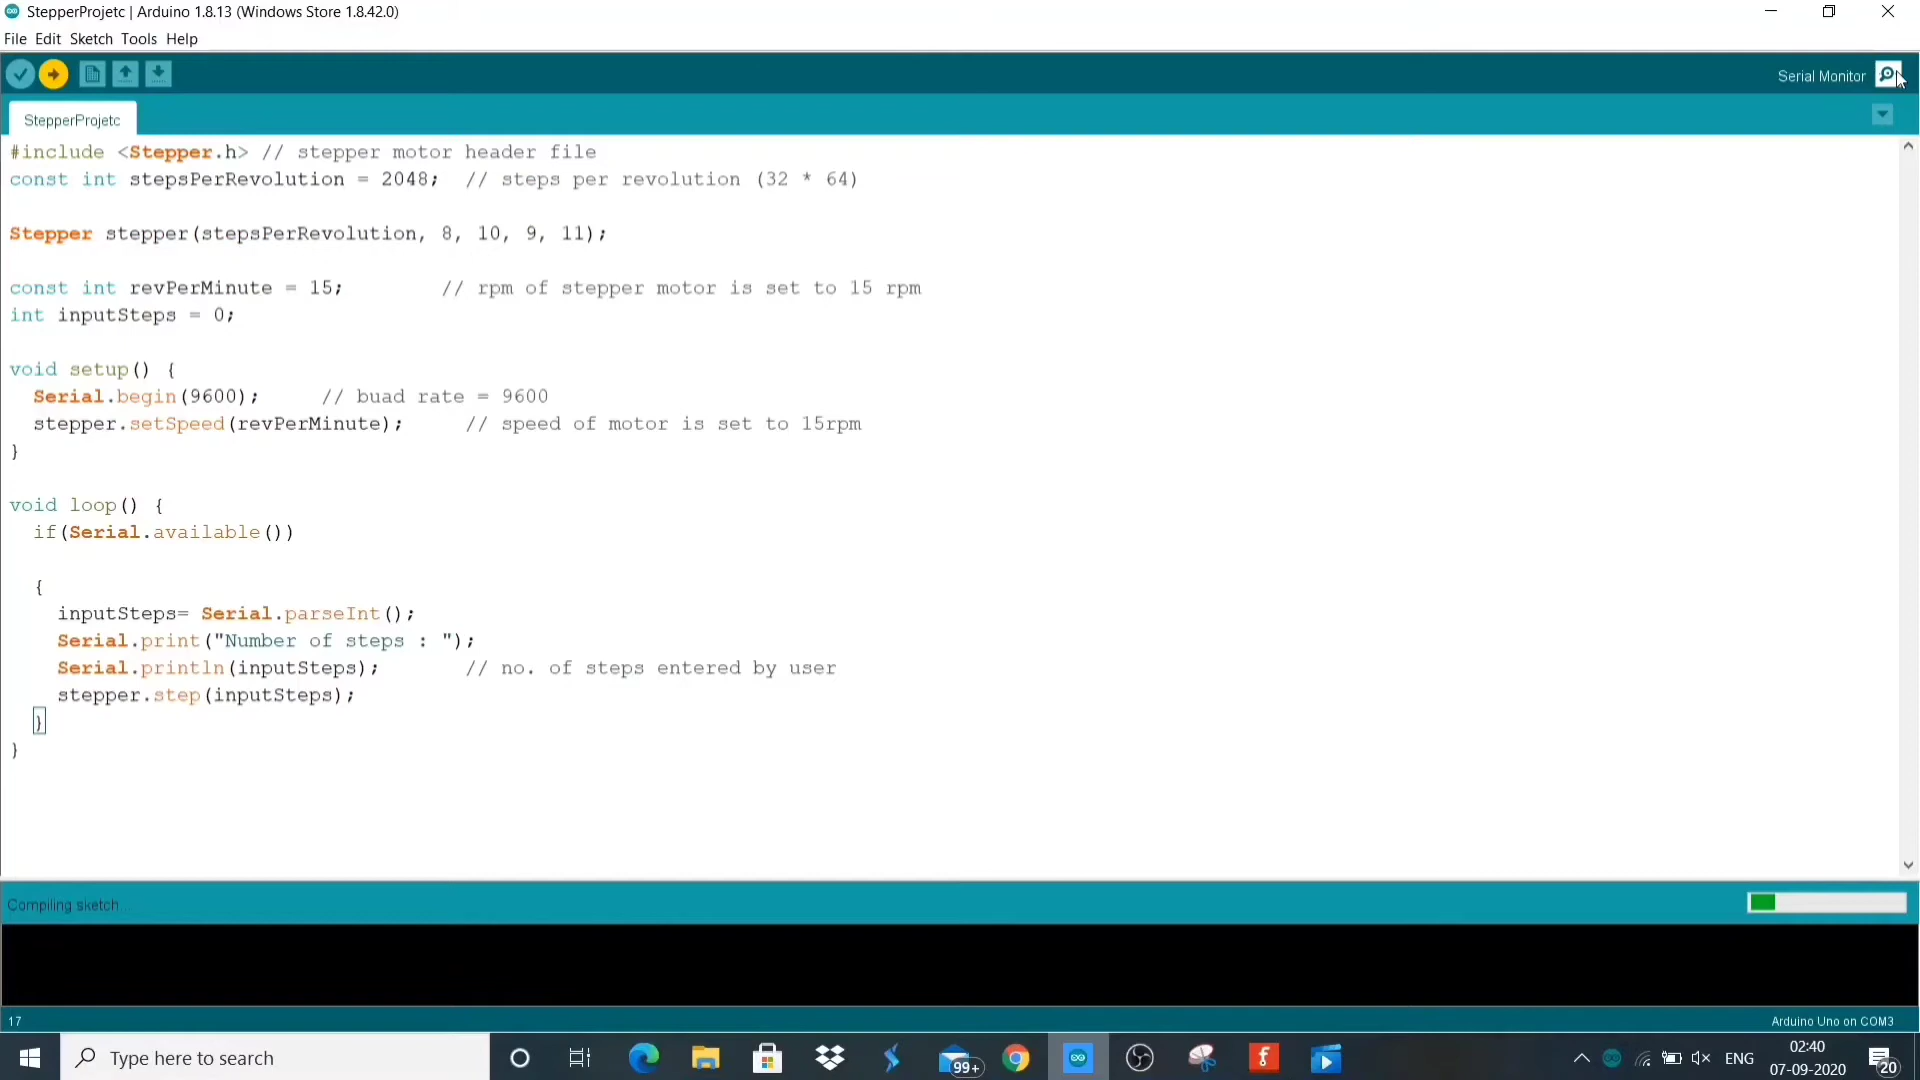 StepperProjetc | Arduino 1.8.13 (Windows Store 1.8.42.0)
File Edit Sketch Tools Help
Serial Monitor
StepperProjetc
#include <Stepper.h> // stepper motor header file
const int stepsPerRevolution = 2048;  // steps per revolution (32 * 64)
Stepper stepper(stepsPerRevolution, 8, 10, 9, 11);
const int revPerMinute = 15;        // rpm of stepper motor is set to 15 rpm
int inputSteps = 0;
void setup() {
  Serial.begin(9600);     // buad rate = 9600
  stepper.setSpeed(revPerMinute);     // speed of motor is set to 15rpm
}
void loop() {
  if(Serial.available())
  {
    inputSteps= Serial.parseInt();
    Serial.print("Number of steps : ");
    Serial.println(inputSteps);       // no. of steps entered by user
    stepper.step(inputSteps);
  }
}
Compiling sketch...
17
Arduino Uno on COM3
Type here to search
99+
ENG
02:40
07-09-2020
20